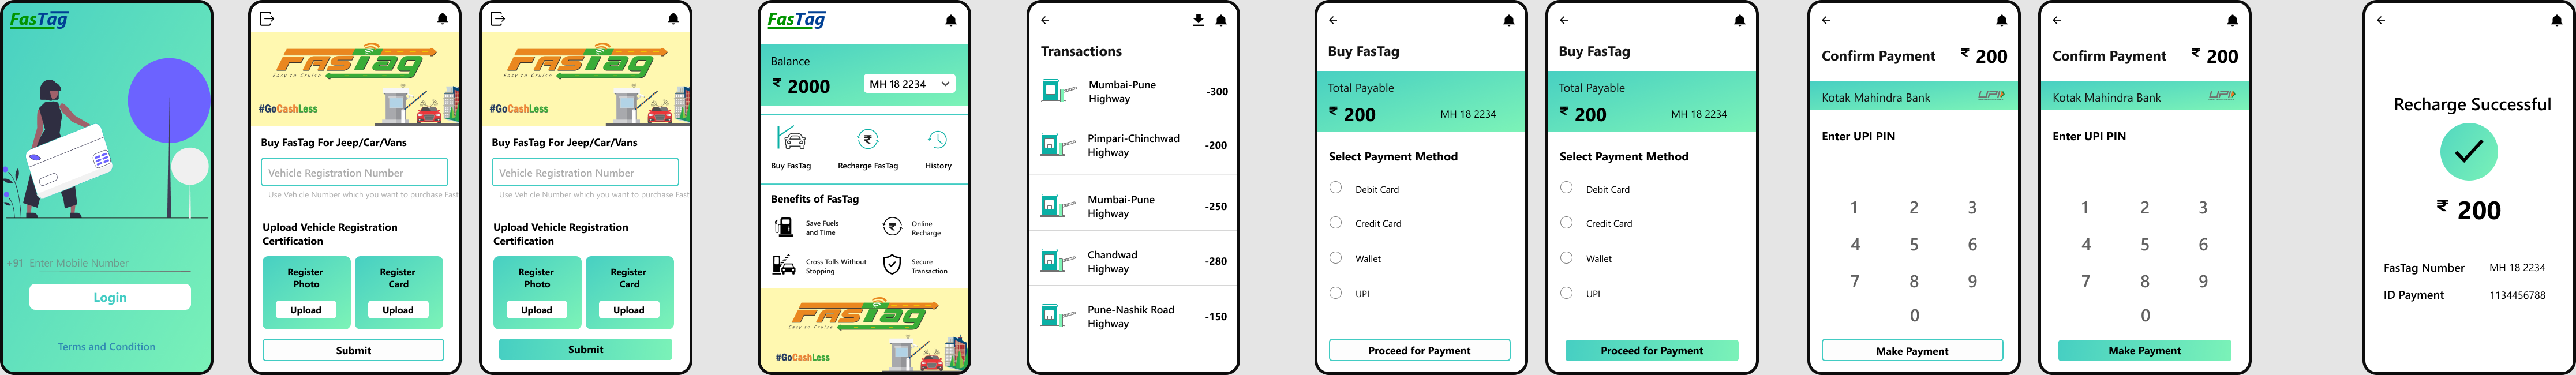 FasTag
+91 Enter Mobile Number
Login
Terms and Condition
FASTag
Easy to Cruise
#GoCashLess
Buy FasTag For Jeep/Car/Vans
Vehicle Registration Number
Use Vehicle Number which you want to purchase Fast
Upload Vehicle Registration
Certification
Register
Photo
Upload
Register
Card
Upload
Submit
FASTag
Easy to Cruise
#GoCashLess
Buy FasTag For Jeep/Car/Vans
Vehicle Registration Number
Use Vehicle Number which you want to purchase Fast
Upload Vehicle Registration
Certification
Register
Photo
Upload
Register
Card
Upload
Submit
FasTag
Balance
₹ 2000
MH 18 2234
Buy FasTag
Recharge FasTag
History
Benefits of FasTag
Save Fuels
and Time
Online
Recharge
Cross Tolls Without
Stopping
Secure
Transaction
FASTag
Easy to Cruise
#GoCashLess
Transactions
Mumbai-Pune
Highway
-300
Pimpari-Chinchwad
Highway
-200
Mumbai-Pune
Highway
-250
Chandwad
Highway
-280
Pune-Nashik Road
Highway
-150
Buy FasTag
Total Payable
₹ 200
MH 18 2234
Select Payment Method
Debit Card
Credit Card
Wallet
UPI
Proceed for Payment
Buy FasTag
Total Payable
₹ 200
MH 18 2234
Select Payment Method
Debit Card
Credit Card
Wallet
UPI
Proceed for Payment
Confirm Payment ₹ 200
Kotak Mahindra Bank UPI
Enter UPI PIN
1 2 3
4 5 6
7 8 9
0
Make Payment
Confirm Payment ₹ 200
Kotak Mahindra Bank UPI
Enter UPI PIN
1 2 3
4 5 6
7 8 9
0
Make Payment
Recharge Successful
₹ 200
FasTag Number MH 18 2234
ID Payment 1134456788